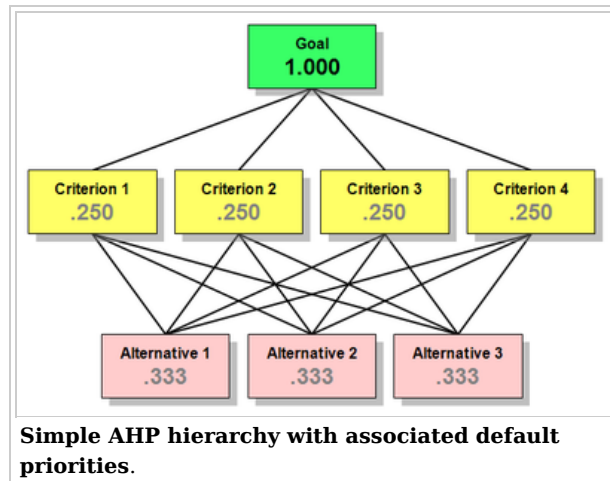 Goal
1.000
Criterion 1
.250
Criterion 2
.250
Criterion 3
.250
Criterion 4
.250
Alternative 1
.333
Alternative 2
.333
Alternative 3
.333
Simple AHP hierarchy with associated default
priorities.